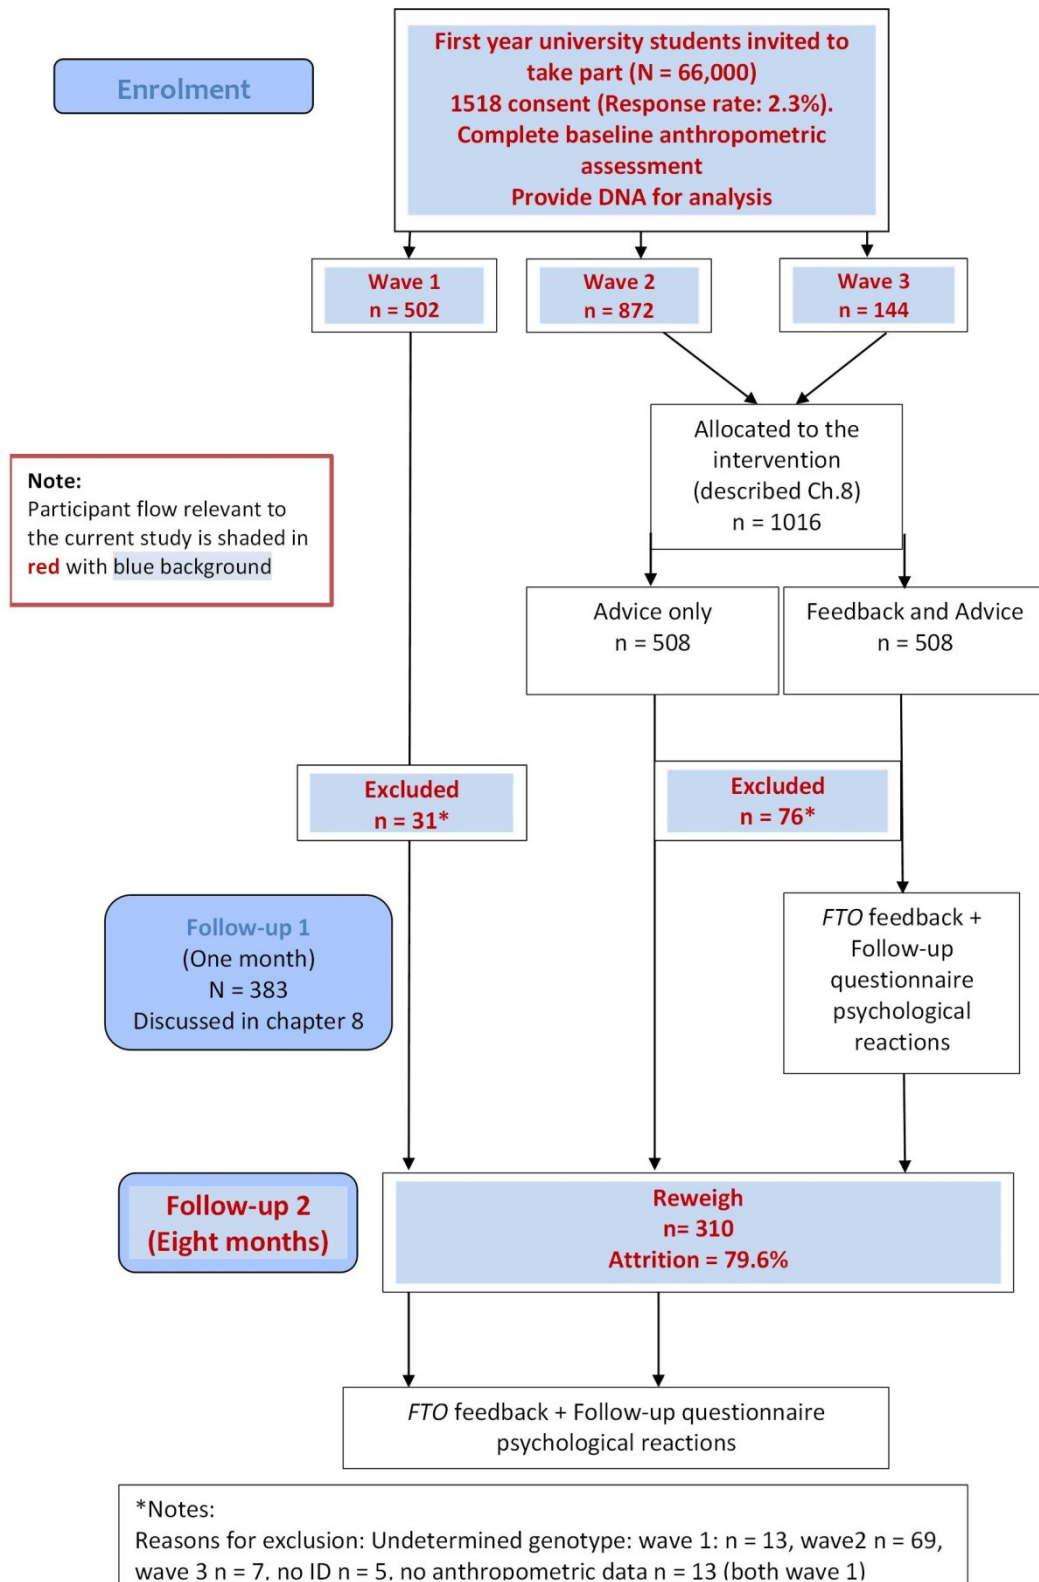 Enrolment
First year university students invited to
take part (N = 66,000)
1518 consent (Response rate: 2.3%).
Complete baseline anthropometric
assessment
Provide DNA for analysis
Wave 1
n = 502
Wave 2
n = 872
Wave 3
n = 144
Allocated to the
intervention
(described Ch.8)
n = 1016
Note:
Participant flow relevant to
the current study is shaded in
red with blue background
Advice only
n = 508
Feedback and Advice
n = 508
Excluded
n = 31*
Excluded
n = 76*
Follow-up 1
(One month)
N = 383
Discussed in chapter 8
FTO feedback +
Follow-up
questionnaire
psychological
reactions
Follow-up 2
(Eight months)
Reweigh
n= 310
Attrition = 79.6%
FTO feedback + Follow-up questionnaire
psychological reactions
*Notes:
Reasons for exclusion: Undetermined genotype: wave 1: n = 13, wave2 n = 69,
wave 3 n = 7, no ID n = 5, no anthropometric data n = 13 (both wave 1)